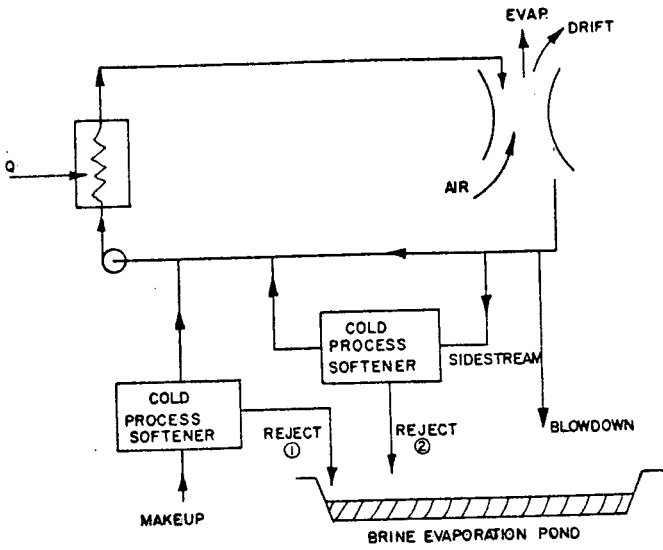 EVAP.
DRIFT
Q
AIR
COLD
PROCESS
SOFTENER
SIDESTREAM
COLD
PROCESS
SOFTENER
REJECT
①
REJECT
②
BLOWDOWN
MAKEUP
BRINE EVAPORATION POND